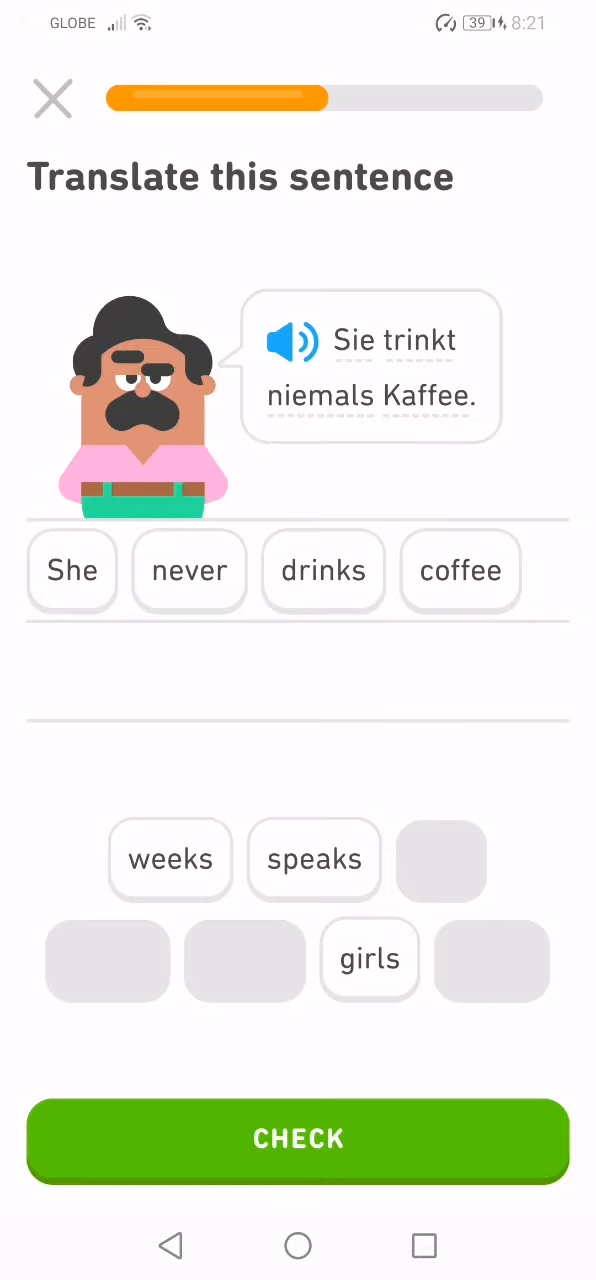 GLOBE 39 8:21
Translate this sentence
Sie trinkt
niemals Kaffee.
She never drinks coffee
weeks speaks
girls
CHECK